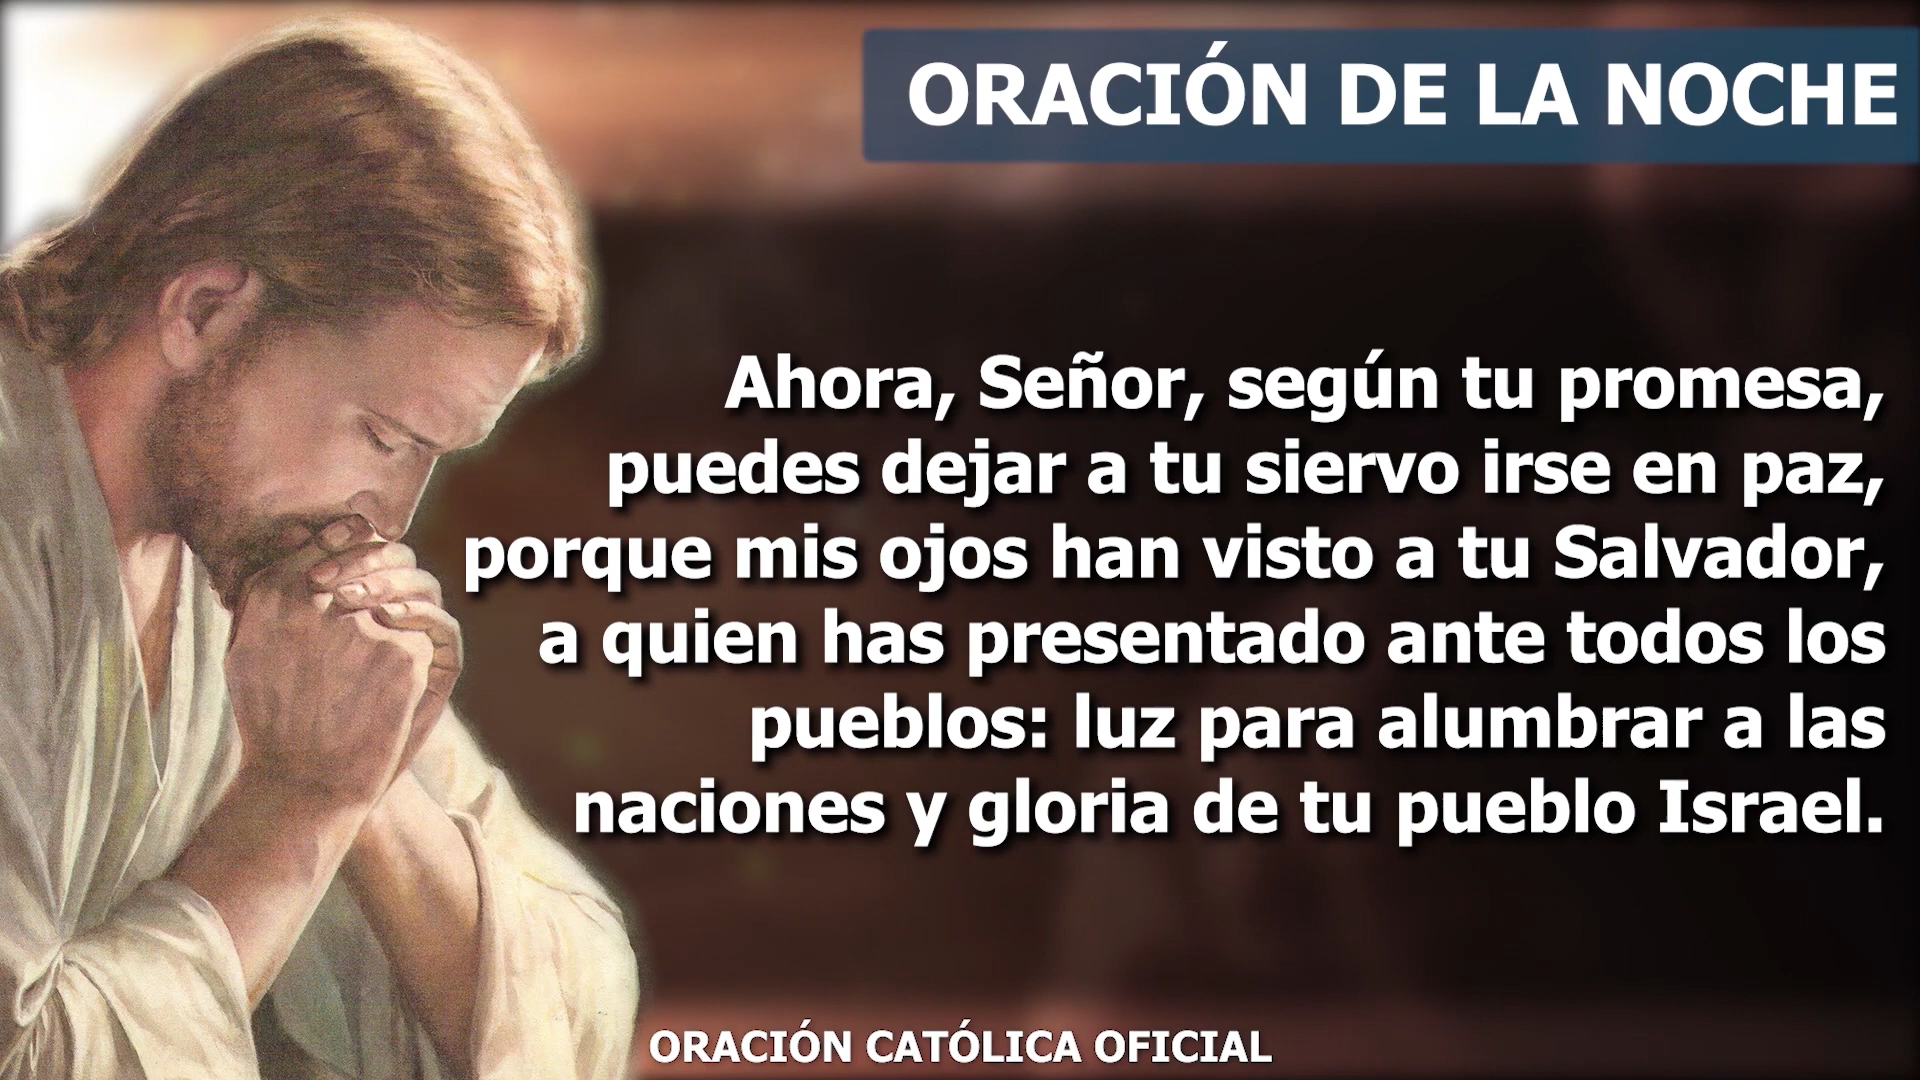 ORACIÓN DE LA NOCHE
Ahora, Señor, según tu promesa,
puedes dejar a tu siervo irse en paz,
porque mis ojos han visto a tu Salvador,
a quien has presentado ante todos los
pueblos: luz para alumbrar a las
naciones y gloria de tu pueblo Israel.
ORACIÓN CATÓLICA OFICIAL